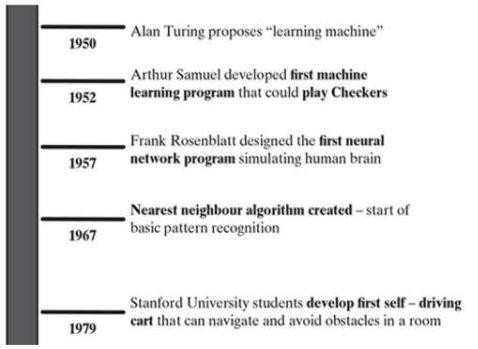 1950
Alan Turing proposes “learning machine”
1952
Arthur Samuel developed first machine
learning program that could play Checkers
1957
Frank Rosenblatt designed the first neural
network program simulating human brain
1967
Nearest neighbour algorithm created – start of
basic pattern recognition
1979
Stanford University students develop first self – driving
cart that can navigate and avoid obstacles in a room